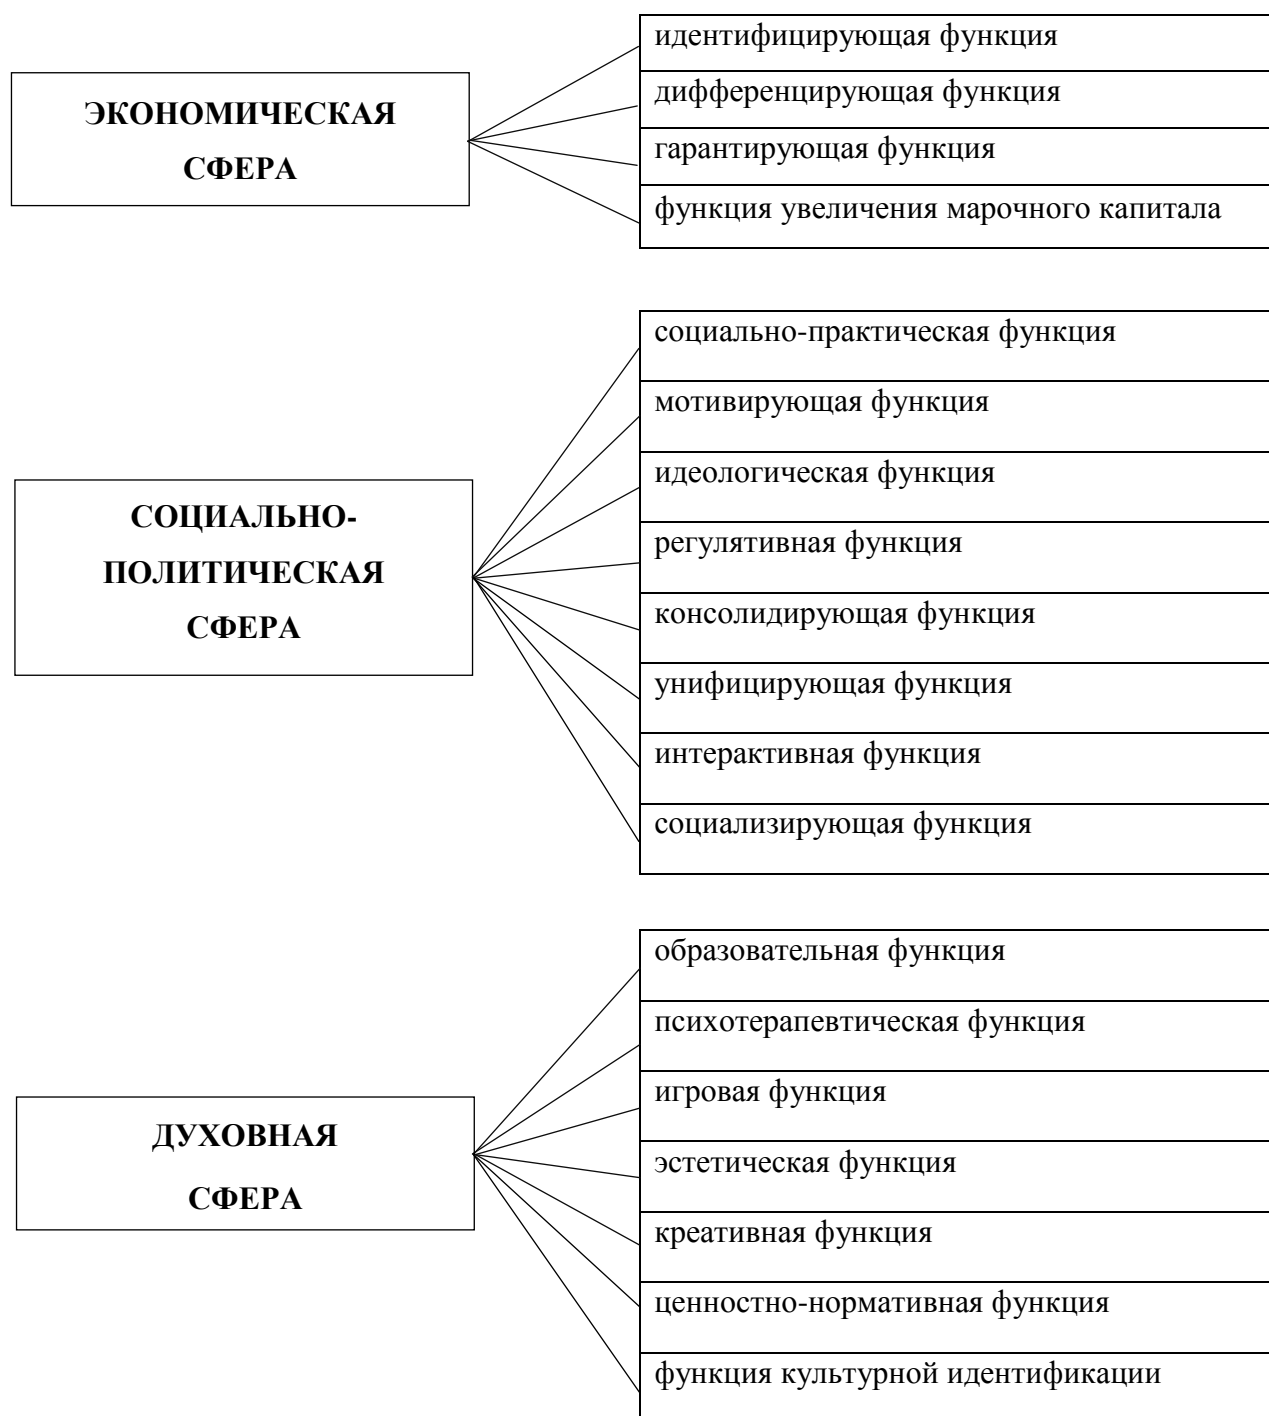 ЭКОНОМИЧЕСКАЯ
СФЕРА
идентифицирующая функция
дифференцирующая функция
гарантирующая функция
функция увеличения марочного капитала
СОЦИАЛЬНО-
ПОЛИТИЧЕСКАЯ
СФЕРА
социально-практическая функция
мотивирующая функция
идеологическая функция
регулятивная функция
консолидирующая функция
унифицирующая функция
интерактивная функция
социализирующая функция
ДУХОВНАЯ
СФЕРА
образовательная функция
психотерапевтическая функция
игровая функция
эстетическая функция
креативная функция
ценностно-нормативная функция
функция культурной идентификации